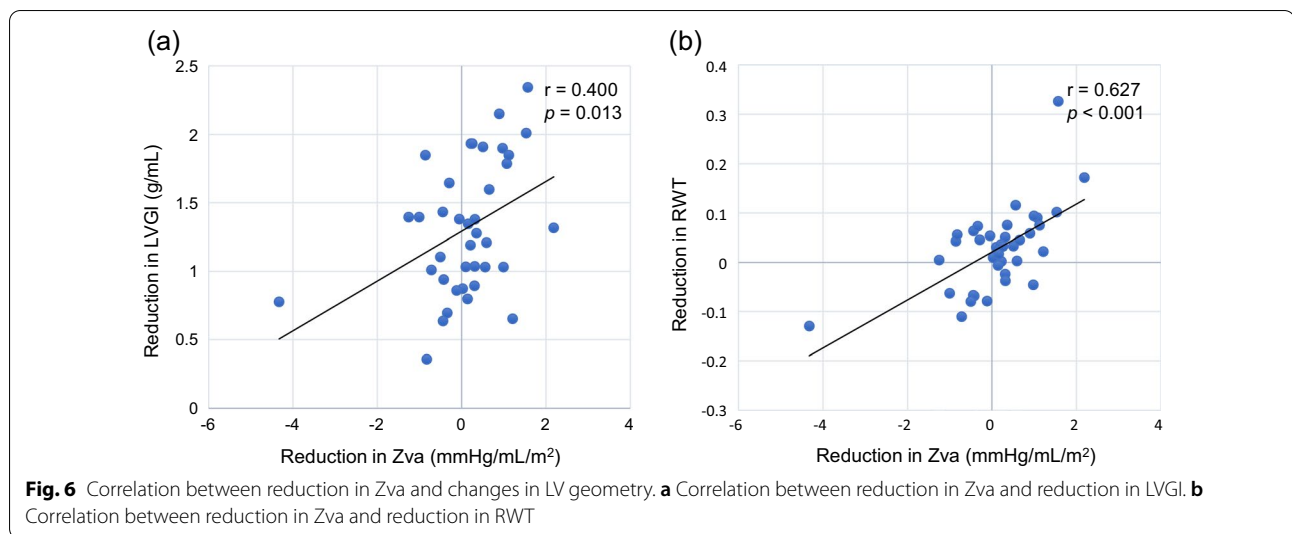 (a)
2.5
2
1.5
1
0.5
0
-6
-4
-2
0
2
4
r = 0.400
p = 0.013
Reduction in LVGI (g/mL)
Reduction in Zva (mmHg/mL/m²)
(b)
0.4
0.3
0.2
0.1
0
-0.1
-0.2
-0.3
-6
-4
-2
0
2
4
r = 0.627
p < 0.001
Reduction in RWT
Reduction in Zva (mmHg/mL/m²)
Fig. 6 Correlation between reduction in Zva and changes in LV geometry. a Correlation between reduction in Zva and reduction in LVGI. b
Correlation between reduction in Zva and reduction in RWT